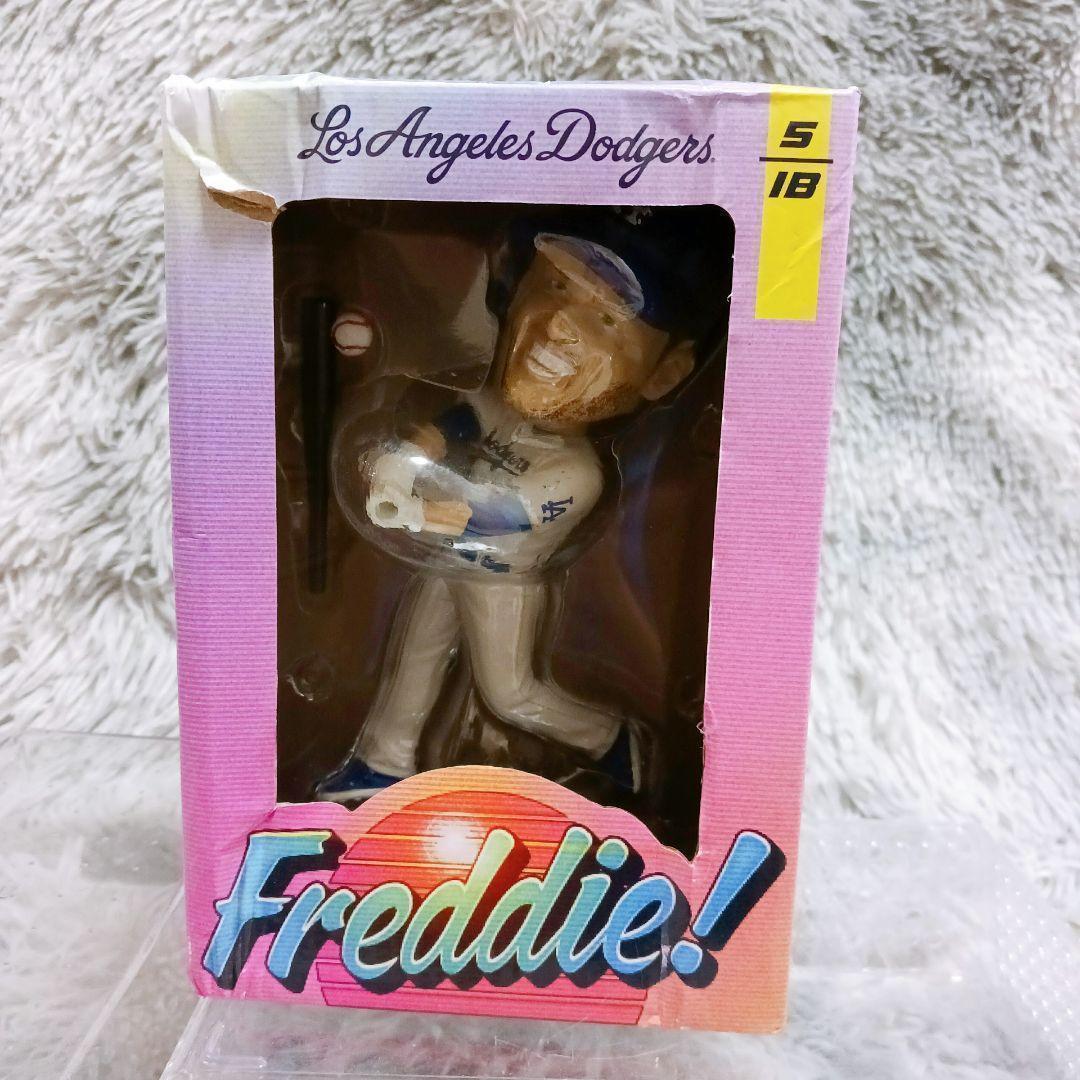 Los Angeles Dodgers
5
1B
Dodgers
LA
Freddie!